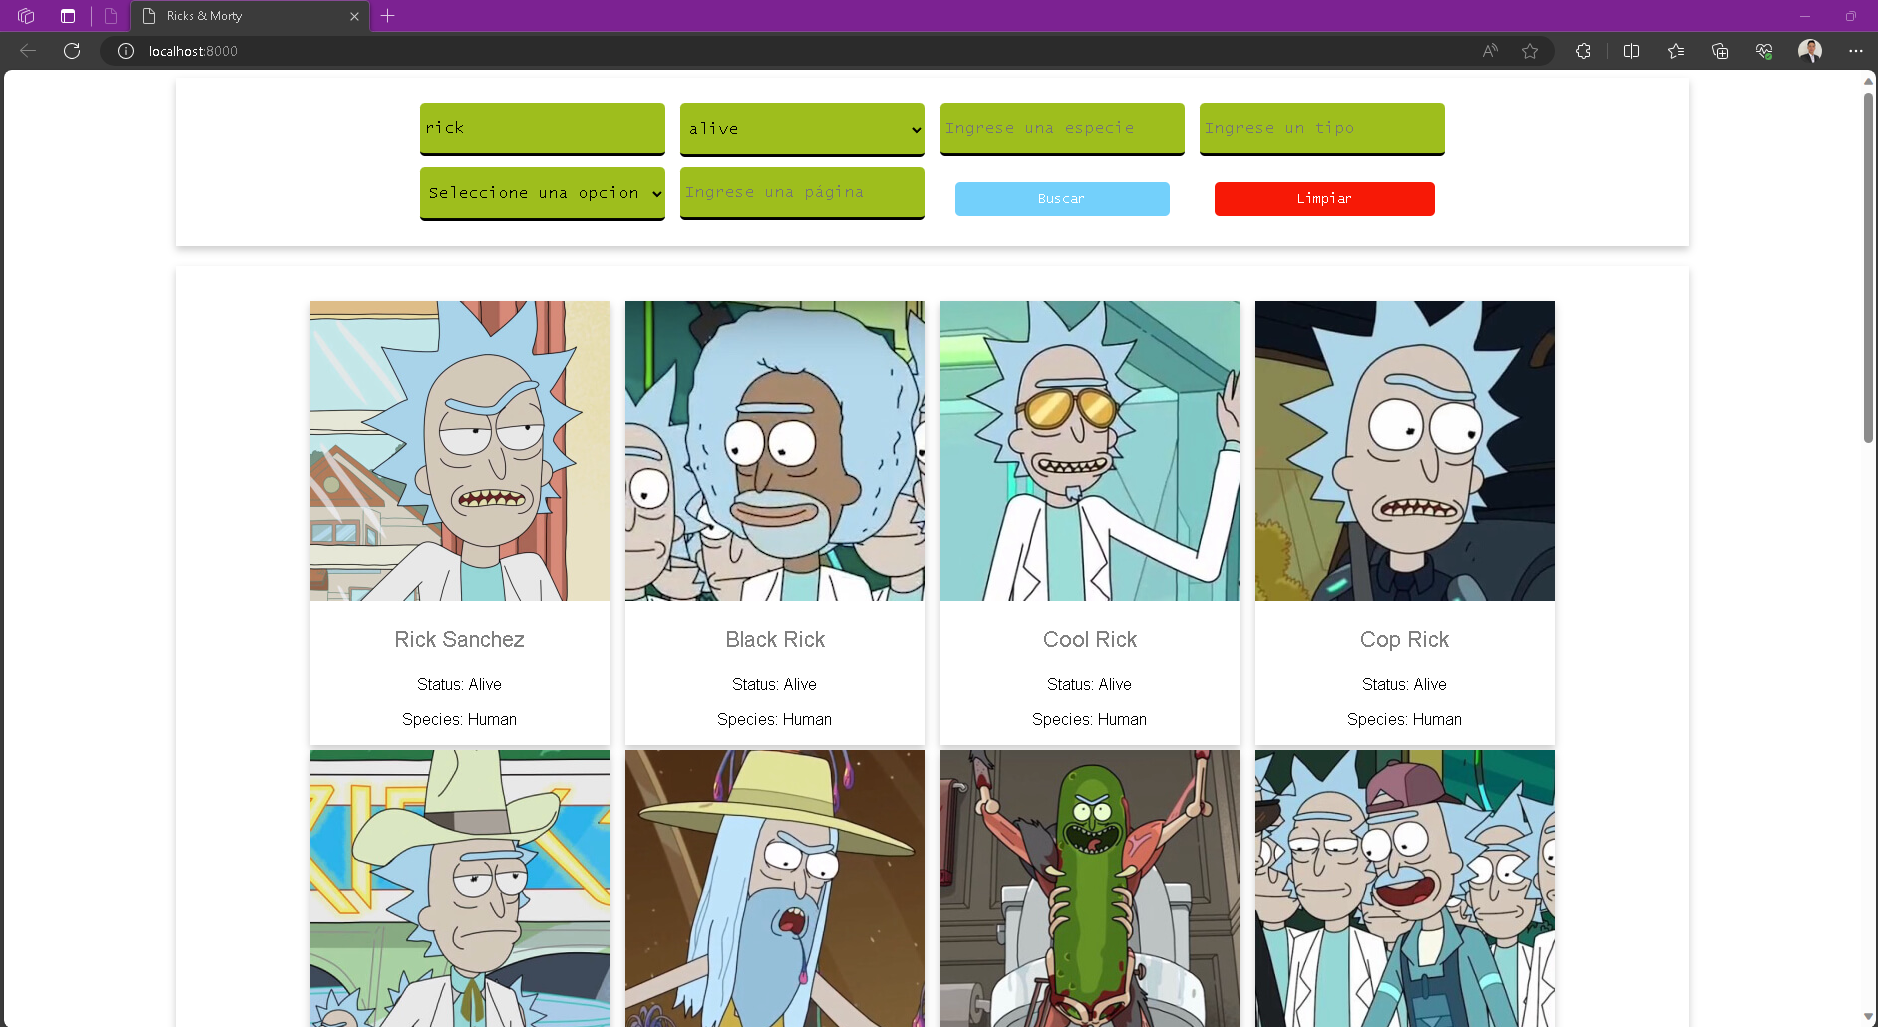 Ricks & Morty
localhost:8000
rick
alive
Ingrese una especie
Ingrese un tipo
Seleccione una opcion
Ingrese una página
Buscar
Limpiar
Rick Sanchez
Status: Alive
Species: Human
Black Rick
Status: Alive
Species: Human
Cool Rick
Status: Alive
Species: Human
Cop Rick
Status: Alive
Species: Human